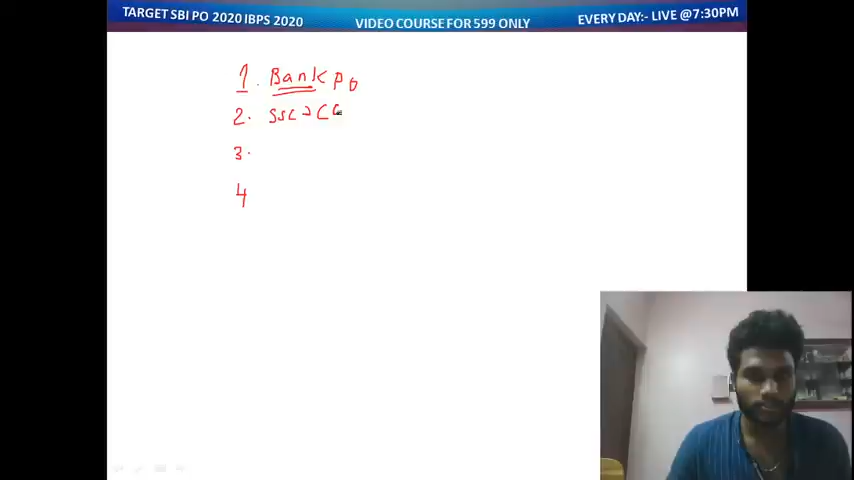 TARGET SBI PO 2020 IBPS 2020
VIDEO COURSE FOR 599 ONLY
EVERY DAY:- LIVE @7:30PM
1. Bank PO
2. SSC → CG
3.
4